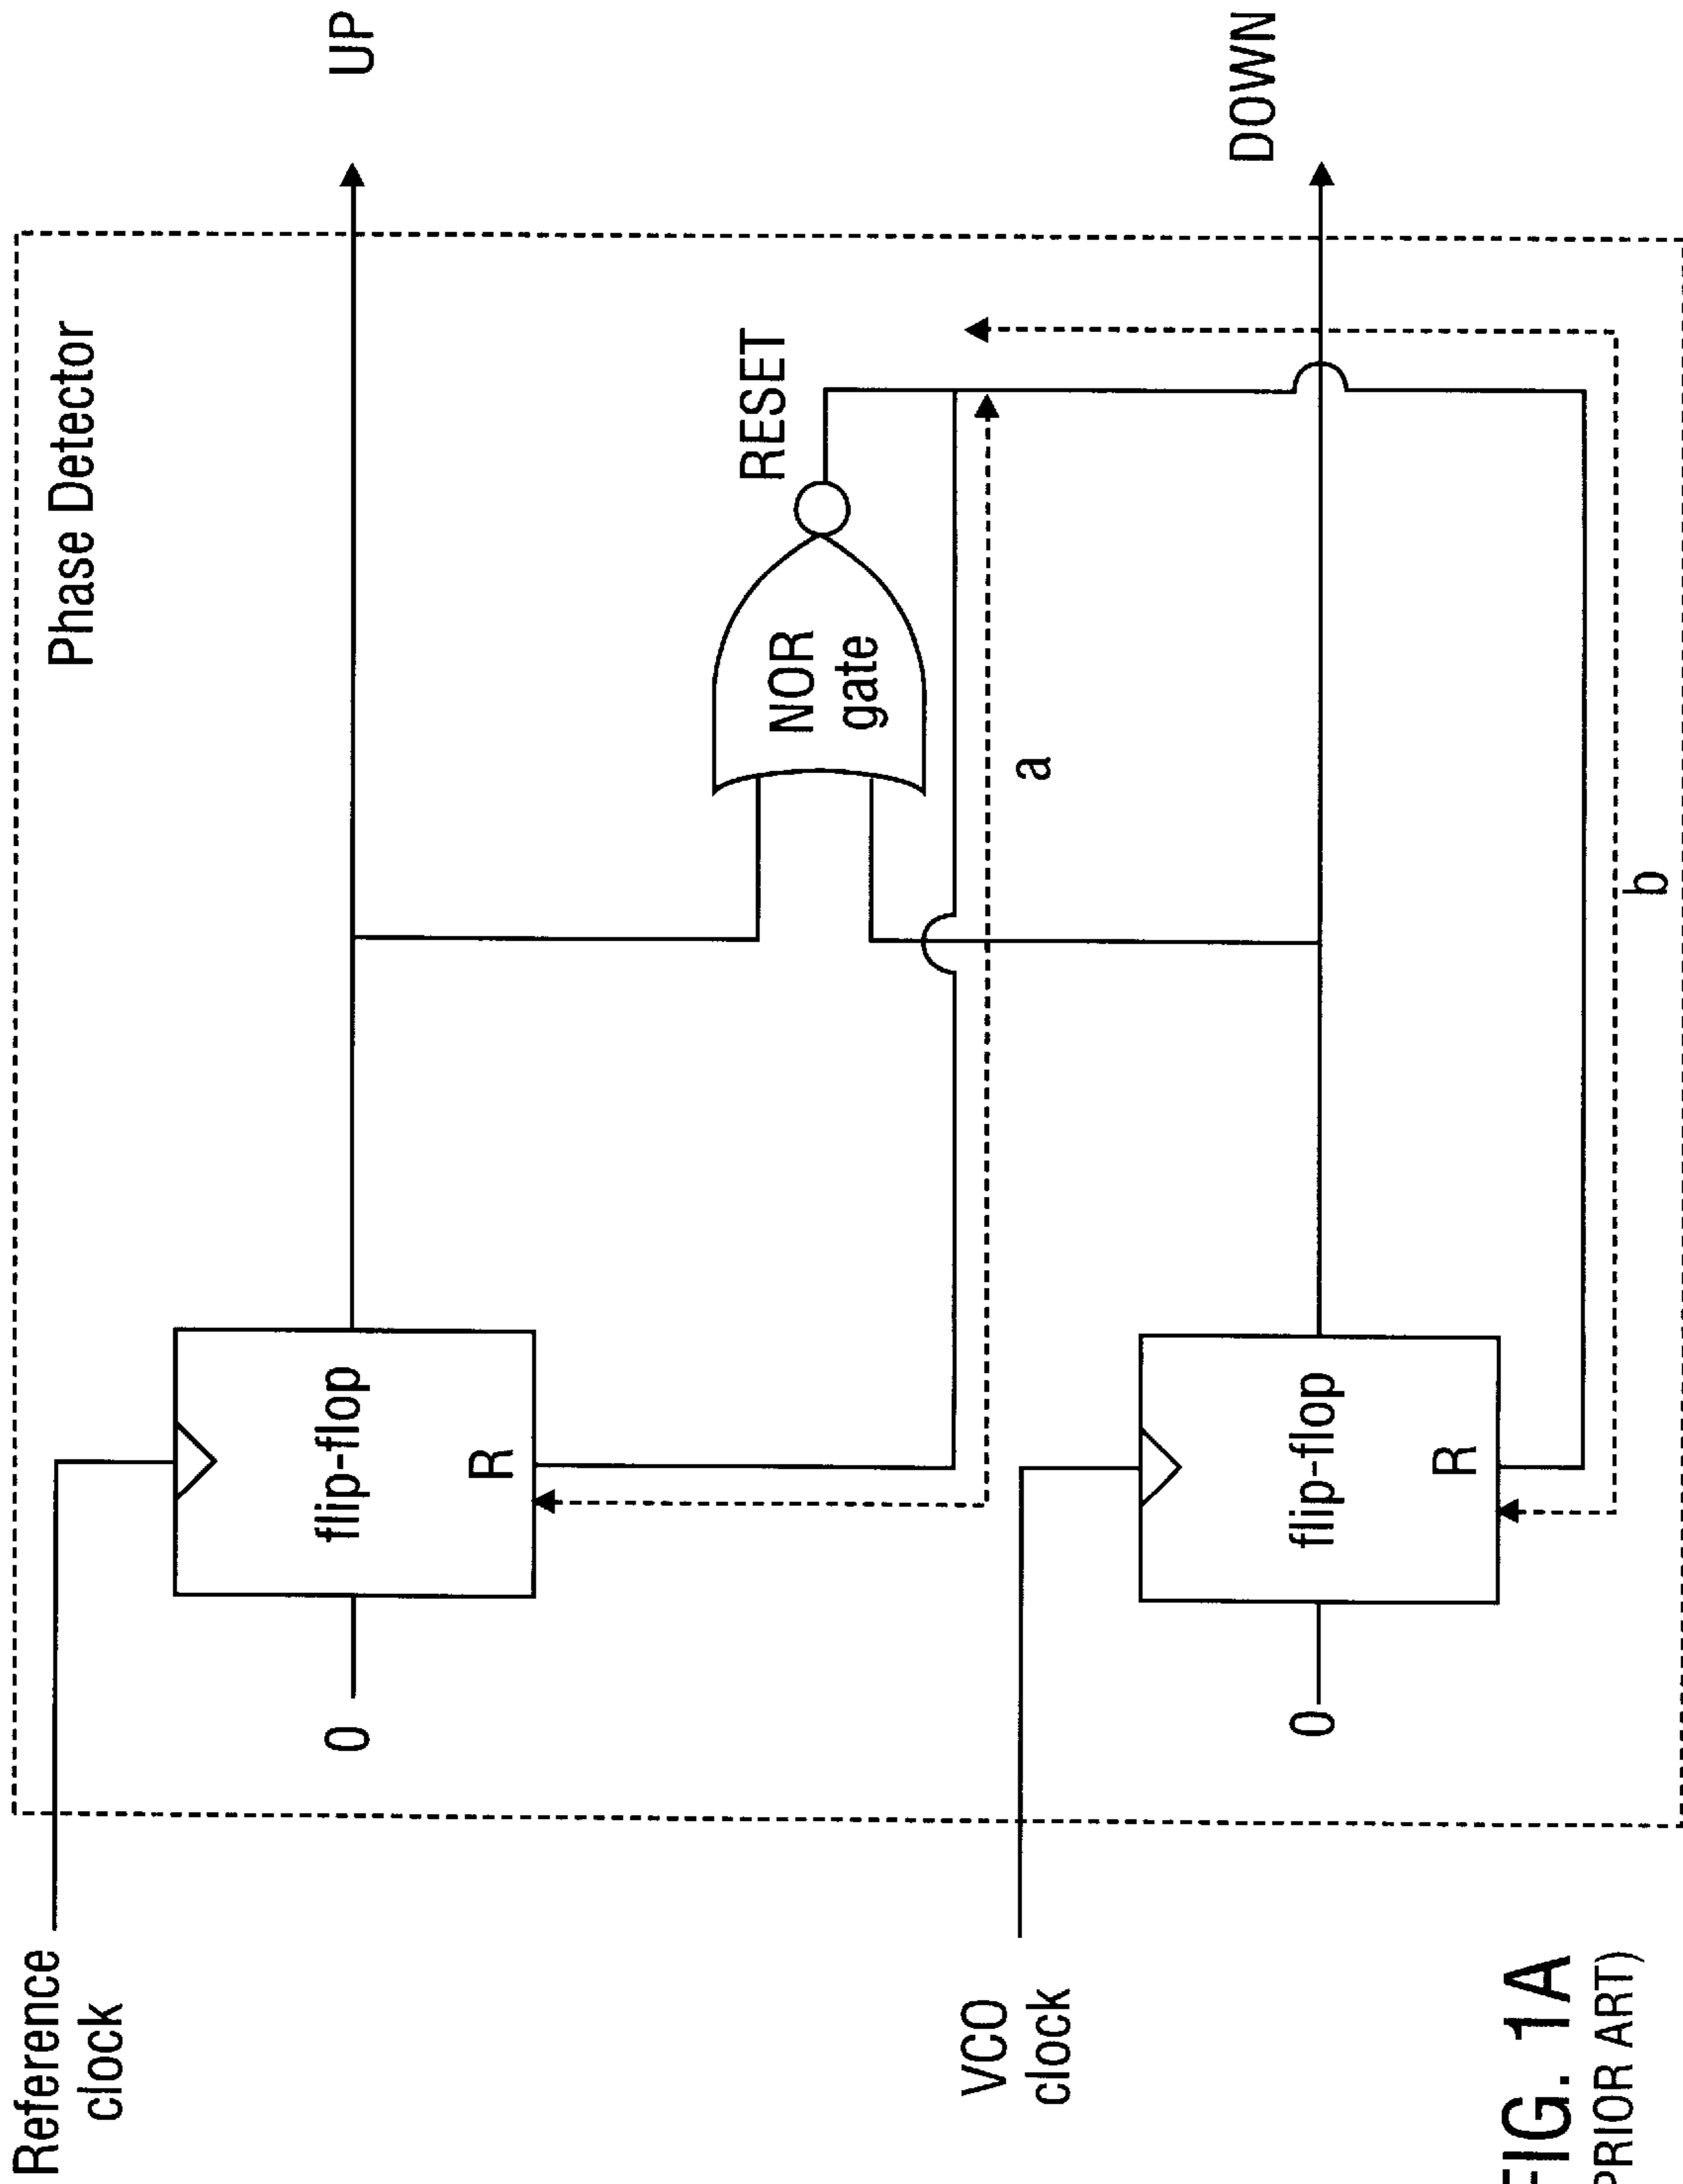 Reference
clock
UP
Phase Detector
flip-flop
R
0
RESET
NOR
gate
a
VCO
clock
DOWN
flip-flop
R
0
b
FIG. 1A
PRIOR ART)